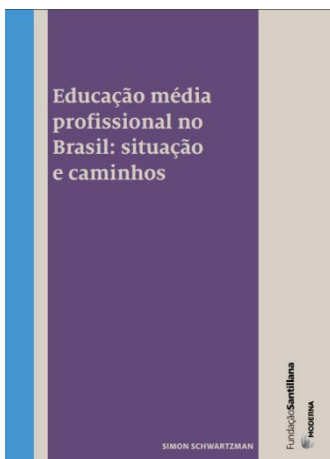 Educação média
profissional no
Brasil: situação
e caminhos
SIMON SCHWARTZMAN
FundaçãoSantillana
MODERNA